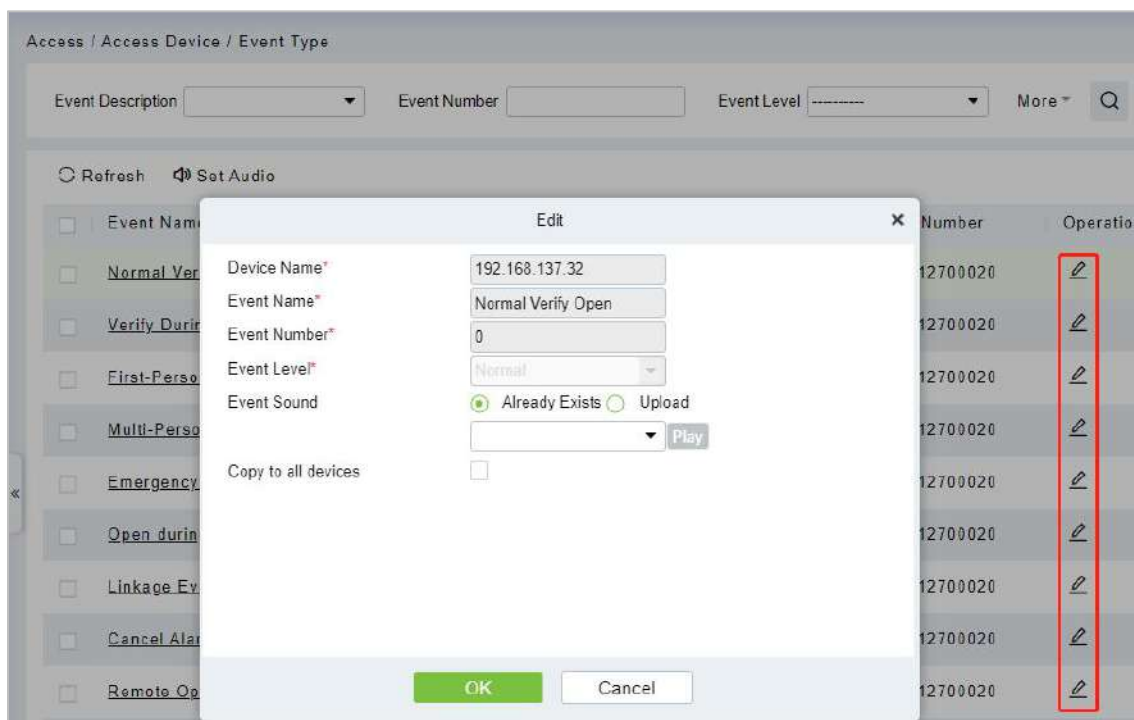 Access / Access Device / Event Type
Event Description Event Number Event Level ---------- More
Refresh Set Audio
Event Nam Edit Number Operatio
Device Name* 192.168.137.32
Normal Ver 12700020
Event Name* Normal Verify Open
Verify Durin Event Number* 0 12700020
Event Level* Normal
First-Perso 12700020
Event Sound Already Exists Upload
Multi-Perso Play 12700020
Copy to all devices
Emergency 12700020
«
Open durin 12700020
Linkage Ev 12700020
Cancel Alar 12700020
Remote Op OK Cancel 12700020